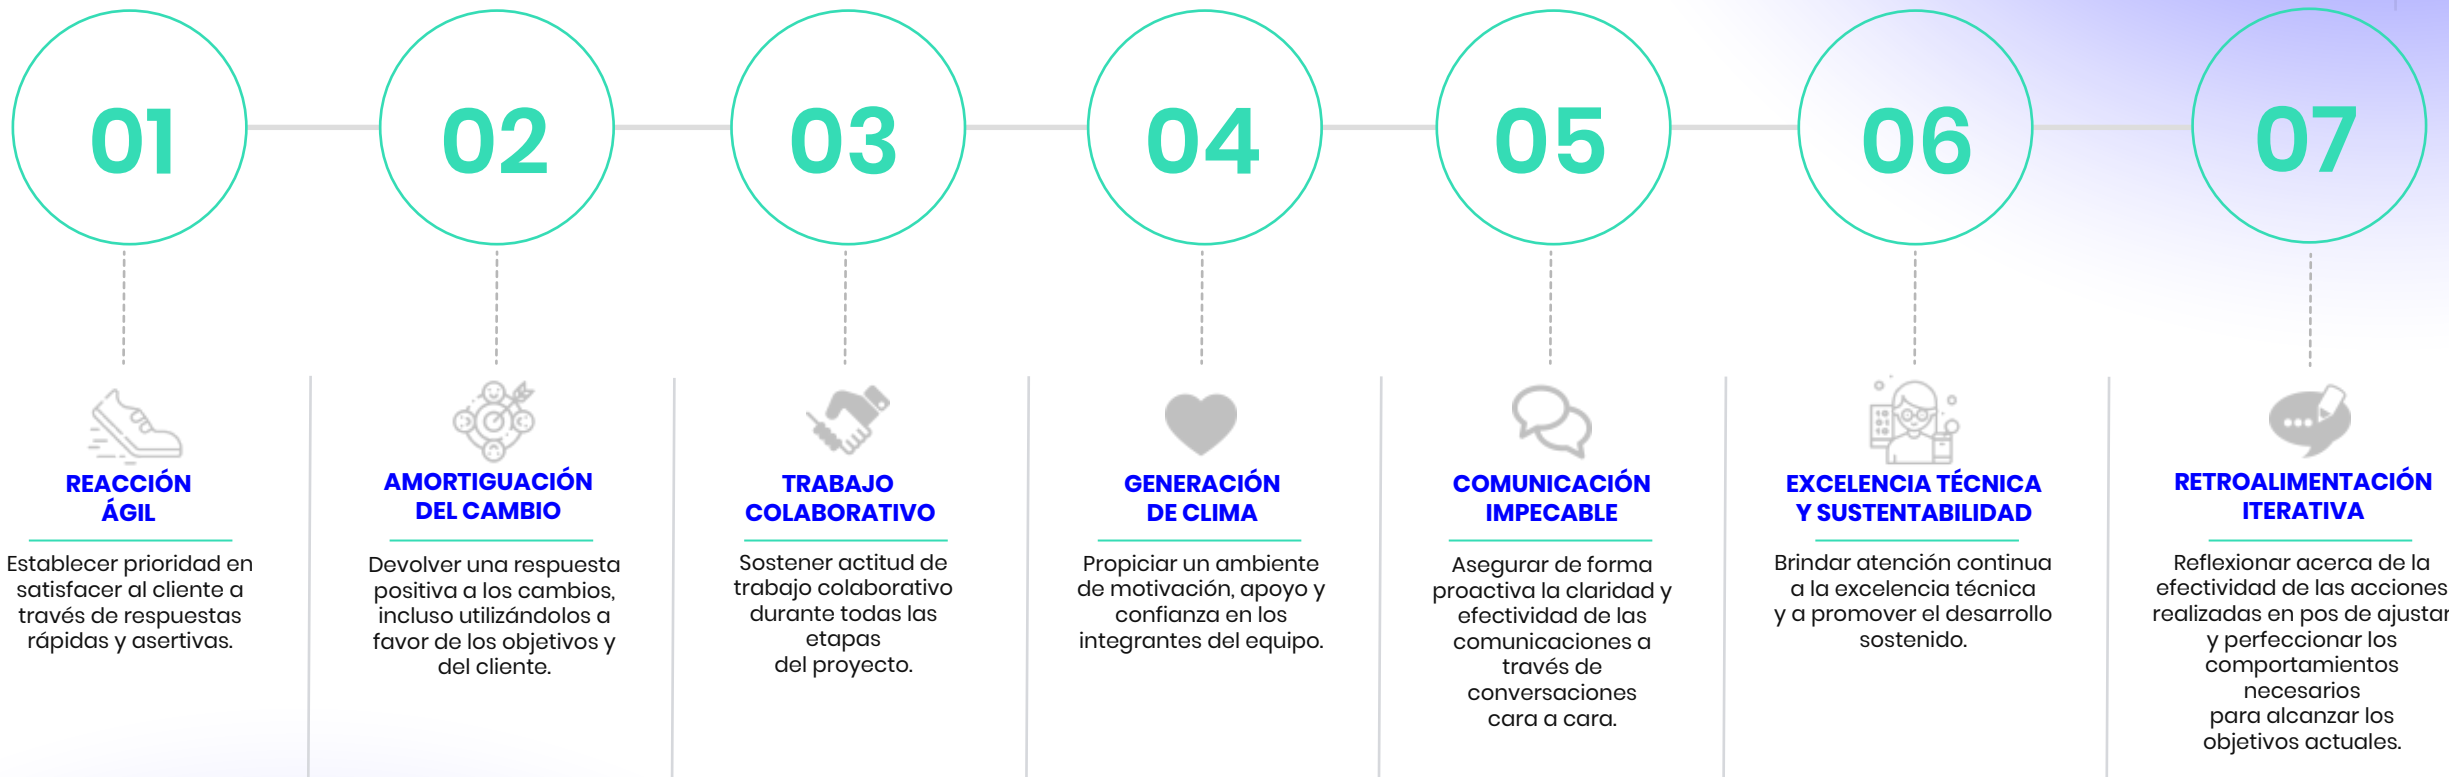 01
02
03
04
05
06
07
REACCIÓN
ÁGIL
Establecer prioridad en
satisfacer al cliente a
través de respuestas
rápidas y asertivas.
AMORTIGUACIÓN
DEL CAMBIO
Devolver una respuesta
positiva a los cambios,
incluso utilizándolos a
favor de los objetivos y
del cliente.
TRABAJO
COLABORATIVO
Sostener actitud de
trabajo colaborativo
durante todas las
etapas
del proyecto.
GENERACIÓN
DE CLIMA
Propiciar un ambiente
de motivación, apoyo y
confianza en los
integrantes del equipo.
COMUNICACIÓN
IMPECABLE
Asegurar de forma
proactiva la claridad y
efectividad de las
comunicaciones a
través de
conversaciones
cara a cara.
EXCELENCIA TÉCNICA
Y SUSTENTABILIDAD
Brindar atención continua
a la excelencia técnica
y a promover el desarrollo
sostenido.
RETROALIMENTACIÓN
ITERATIVA
Reflexionar acerca de la
efectividad de las acciones
realizadas en pos de ajustar
y perfeccionar los
comportamientos
necesarios
para alcanzar los
objetivos actuales.